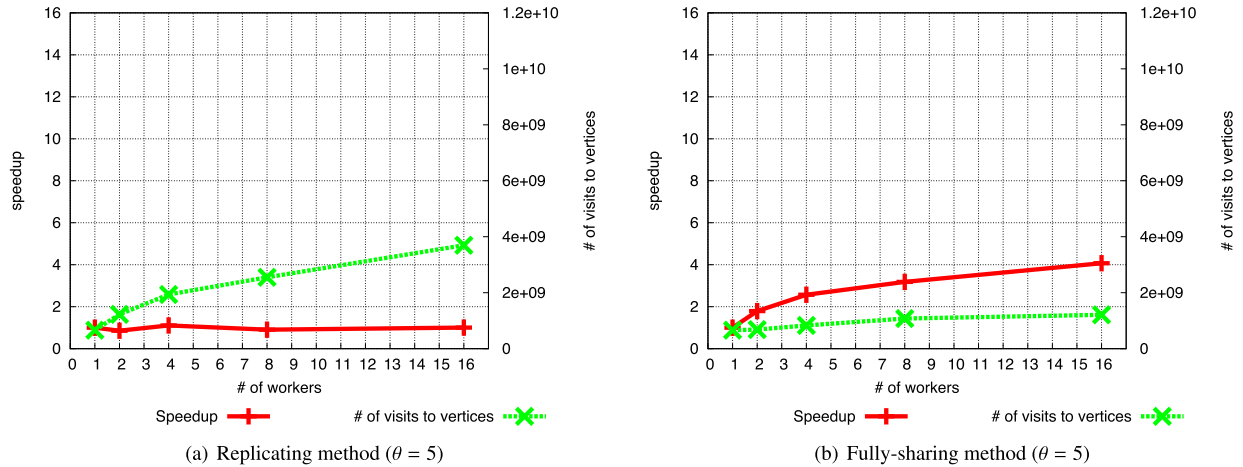 16
14
12
10
8
6
4
2
0
speedup
1.2e+10
1e+10
8e+09
6e+09
4e+09
2e+09
0
# of visits to vertices
0 1 2 3 4 5 6 7 8 9 10 11 12 13 14 15 16
# of workers
Speedup # of visits to vertices
(a) Replicating method (θ = 5)
16
14
12
10
8
6
4
2
0
speedup
1.2e+10
1e+10
8e+09
6e+09
4e+09
2e+09
0
# of visits to vertices
0 1 2 3 4 5 6 7 8 9 10 11 12 13 14 15 16
# of workers
Speedup # of visits to vertices
(b) Fully-sharing method (θ = 5)